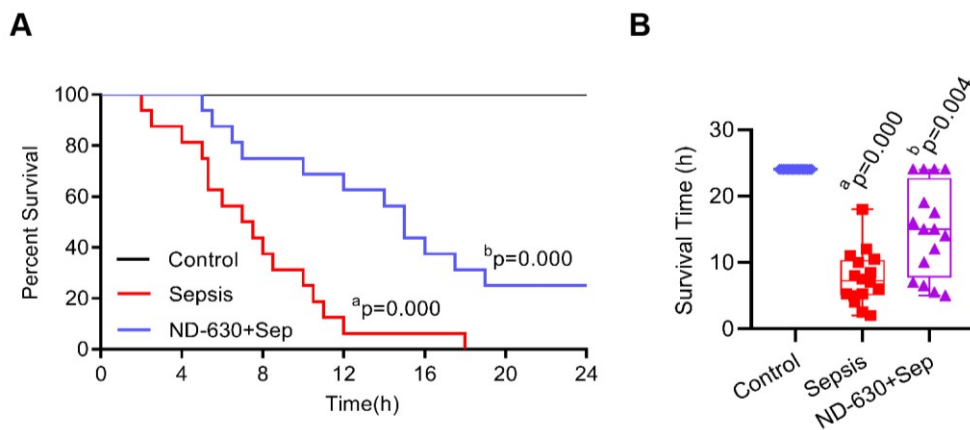 A
Percent Survival
100
80
60
40
20
0
0 4 8 12 16 20 24
Time(h)
Control
Sepsis
ND-630+Sep
ap=0.000
bp=0.000
B
Survival Time (h)
30
20
10
0
ap=0.000
bp=0.004
Control
Sepsis
ND-630+Sep